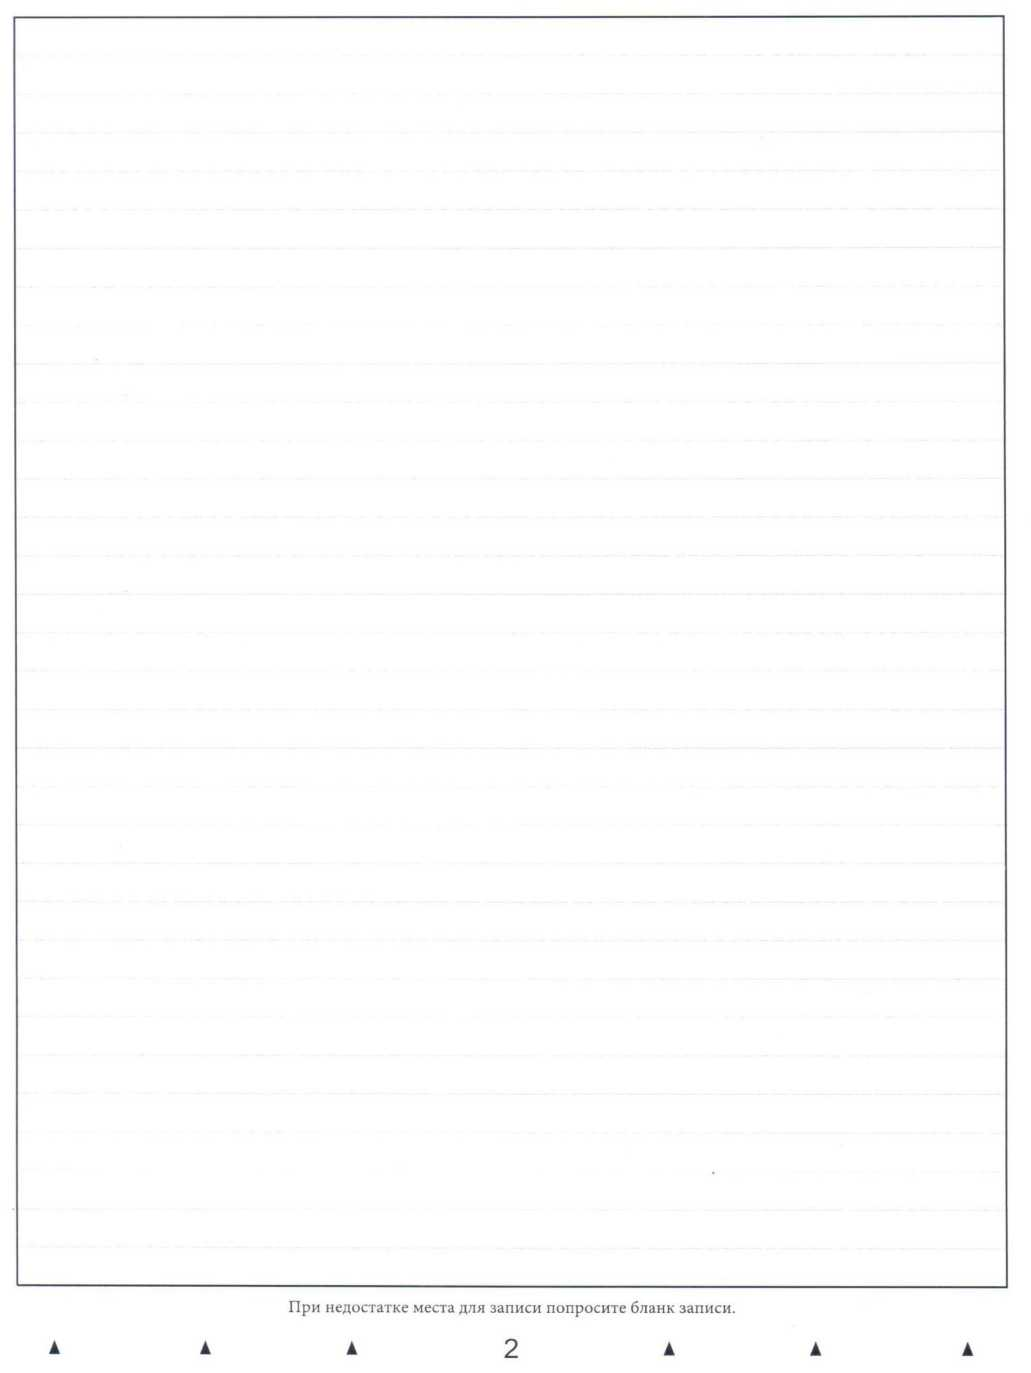 При недостатке места для записи попросите бланк записи.
▲ ▲ ▲ 2 ▲ ▲ ▲